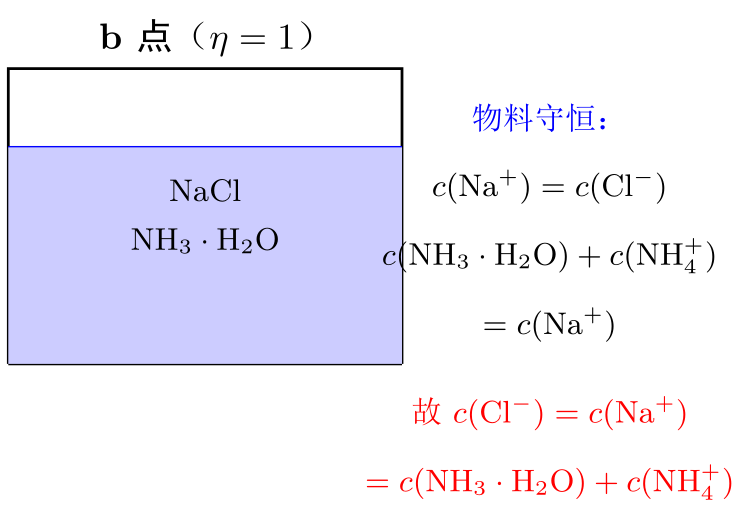 b 点（η = 1）
NaCl
NH₃ · H₂O
物料守恒：
c(Na⁺) = c(Cl⁻)
c(NH₃ · H₂O) + c(NH₄⁺)
= c(Na⁺)
故 c(Cl⁻) = c(Na⁺)
= c(NH₃ · H₂O) + c(NH₄⁺)